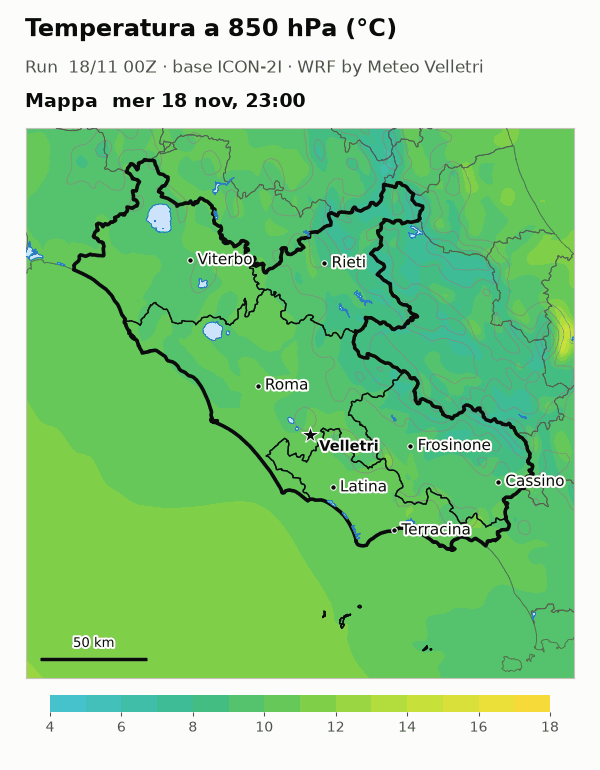 Temperatura a 850 hPa (°C)
Run  18/11 00Z · base ICON-2I · WRF by Meteo Velletri
Mappa  mer 18 nov, 23:00
Viterbo
Rieti
Roma
Velletri
Frosinone
Latina
Cassino
Terracina
50 km
4 6 8 10 12 14 16 18